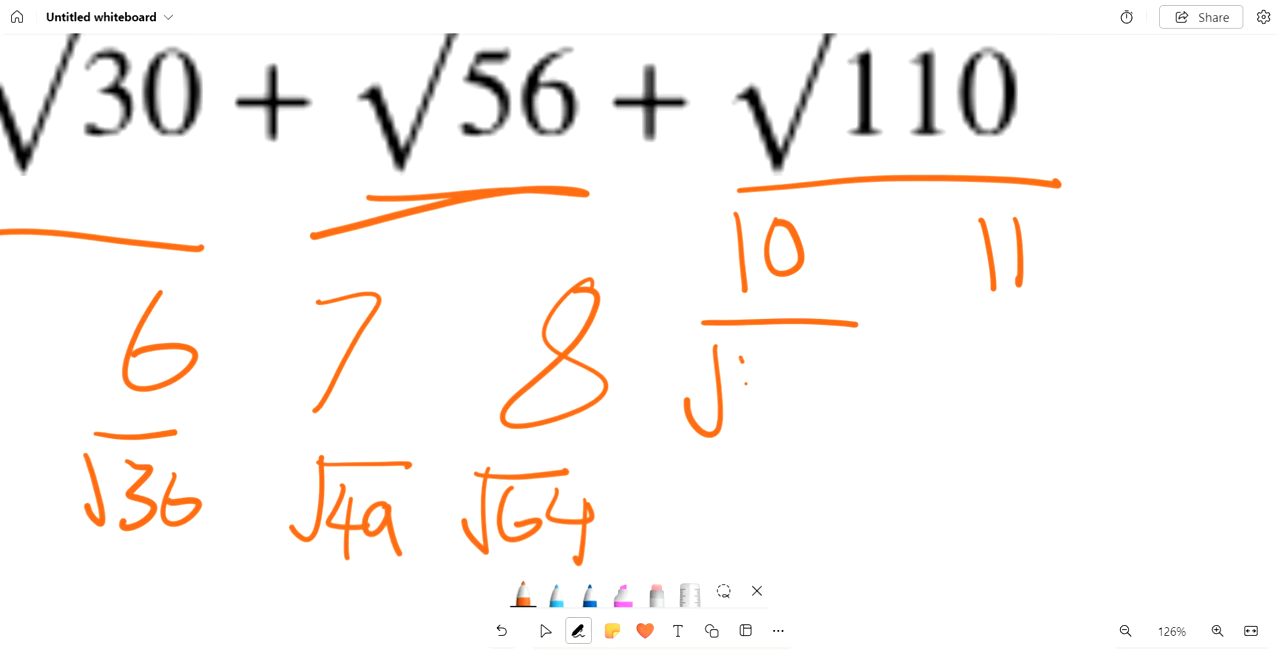 Untitled whiteboard Share
√30 + √56 + √110
10 11
6 7 8
√36 √49 √64 √
126%